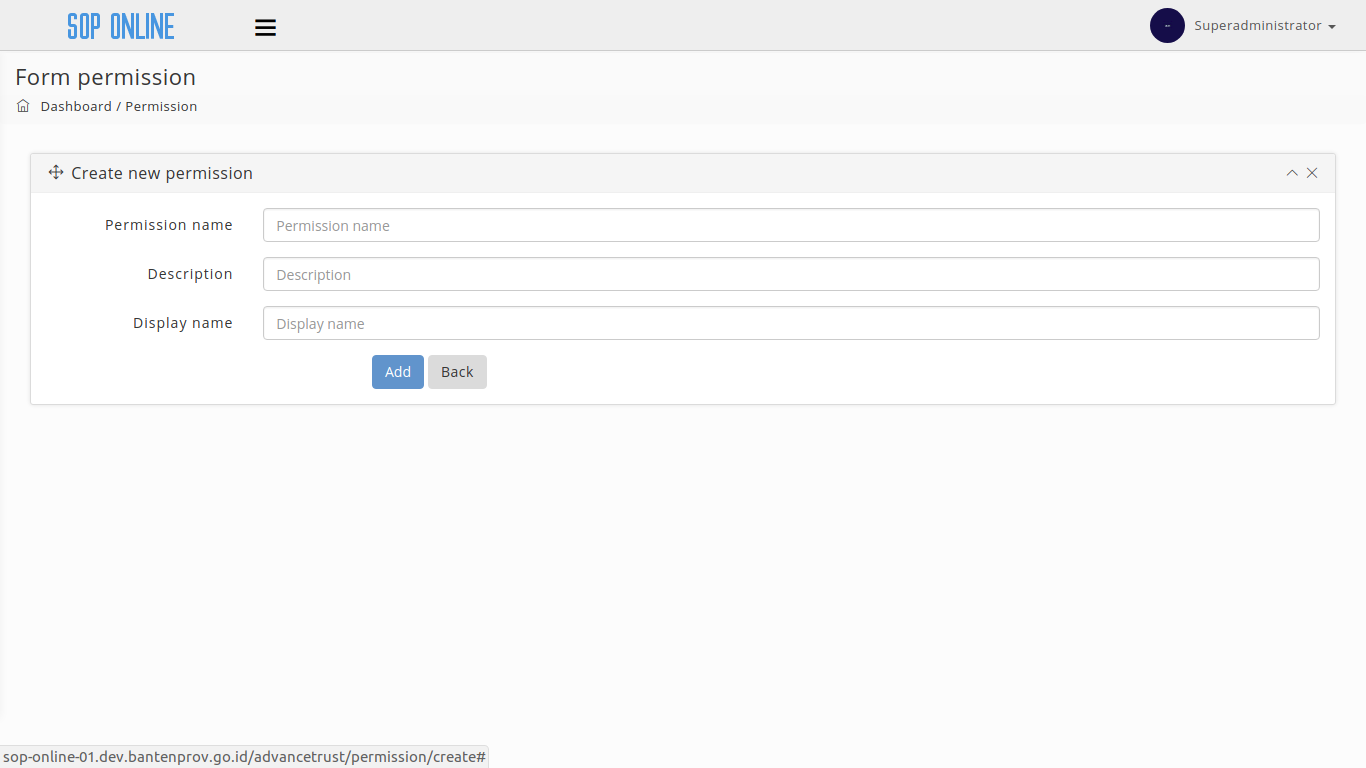 SOP ONLINE
Superadministrator
Form permission
Dashboard / Permission
Create new permission
Permission name
Permission name
Description
Description
Display name
Display name
Add Back
sop-online-01.dev.bantenprov.go.id/advancetrust/permission/create#